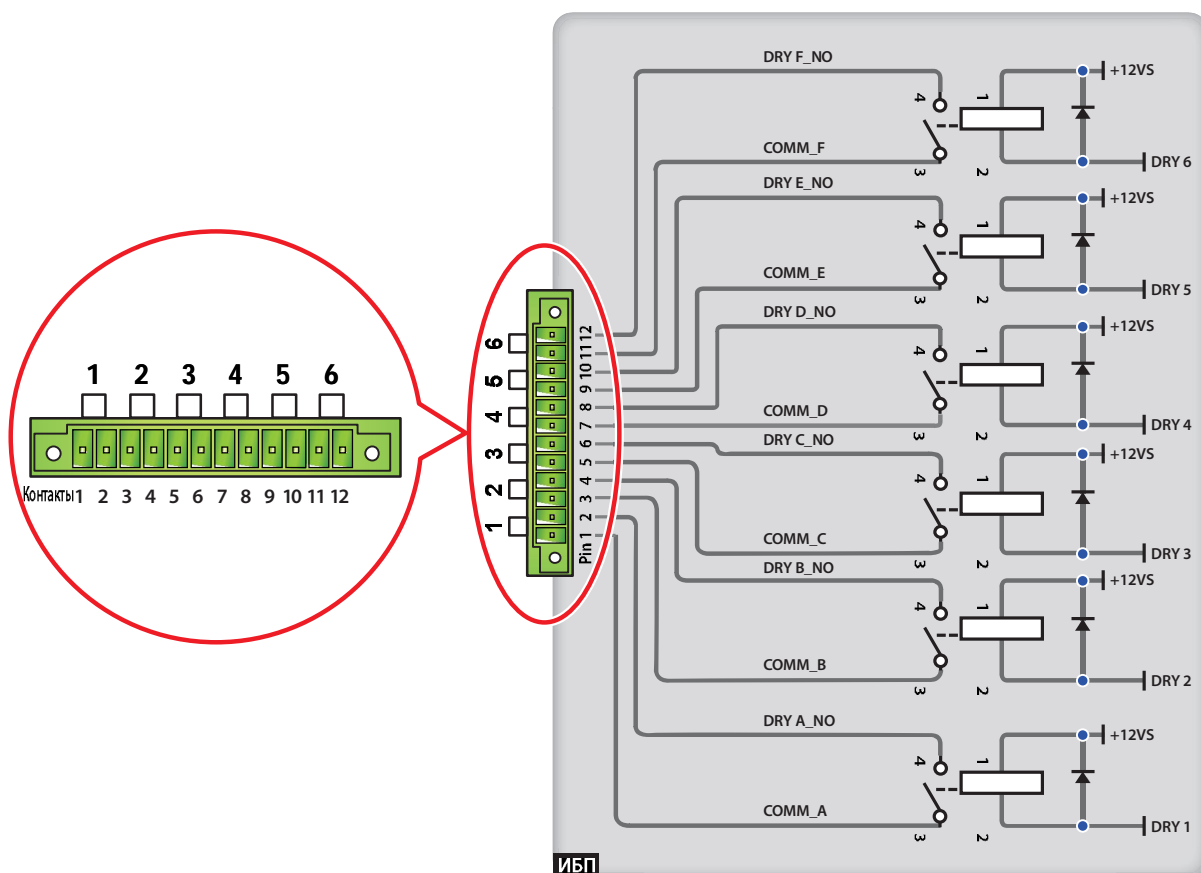 1 2 3 4 5 6
Контакты 1 2 3 4 5 6 7 8 9 10 11 12
6
5
4
3
2
1
12
11
10
9
8
7
6
5
4
3
2
Pin 1
DRY F_NO
4
1
+12VS
COMM_F
3
2
DRY 6
DRY E_NO
4
1
+12VS
COMM_E
3
2
DRY 5
DRY D_NO
4
1
+12VS
COMM_D
3
2
DRY 4
DRY C_NO
4
1
+12VS
COMM_C
3
2
DRY 3
DRY B_NO
4
1
+12VS
COMM_B
3
2
DRY 2
DRY A_NO
4
1
+12VS
COMM_A
3
2
DRY 1
ИБП